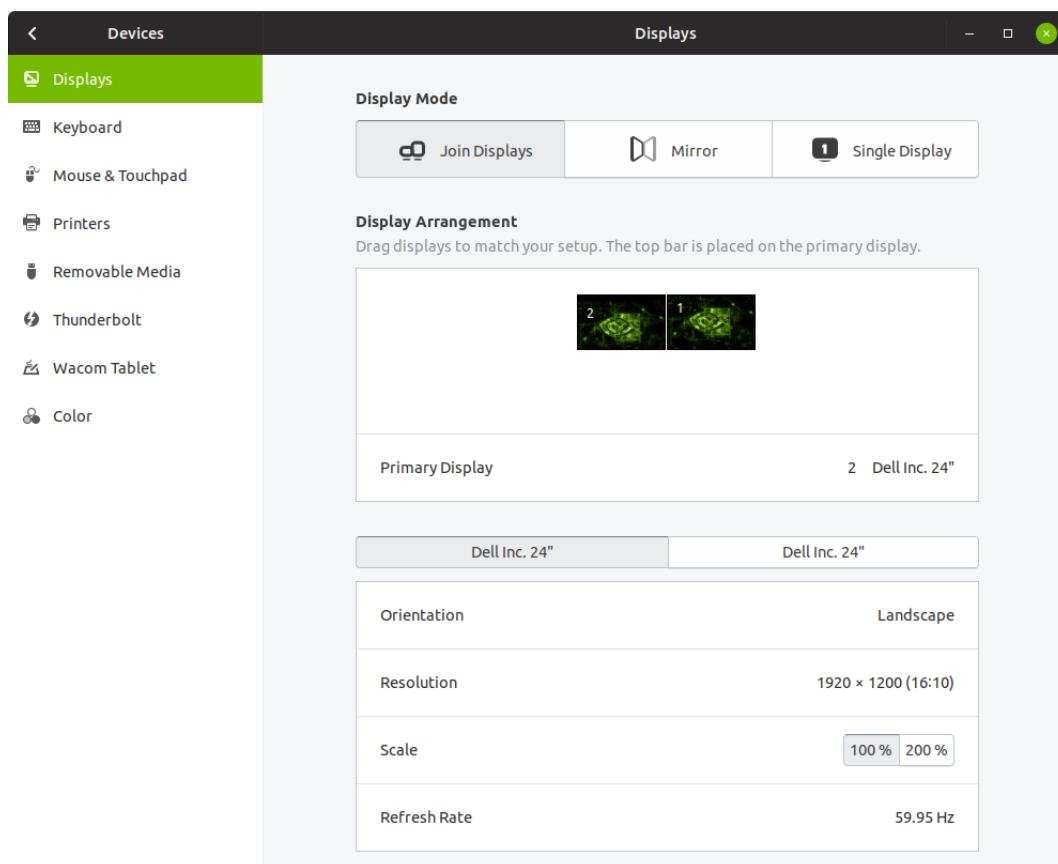 Devices
Displays
Displays
Keyboard
Mouse & Touchpad
Printers
Removable Media
Thunderbolt
Wacom Tablet
Color
Display Mode
Join Displays
Mirror
1 Single Display
Display Arrangement
Drag displays to match your setup. The top bar is placed on the primary display.
2 1
Primary Display 2 Dell Inc. 24"
Dell Inc. 24" Dell Inc. 24"
Orientation Landscape
Resolution 1920 × 1200 (16∶10)
Scale 100 % 200 %
Refresh Rate 59.95 Hz